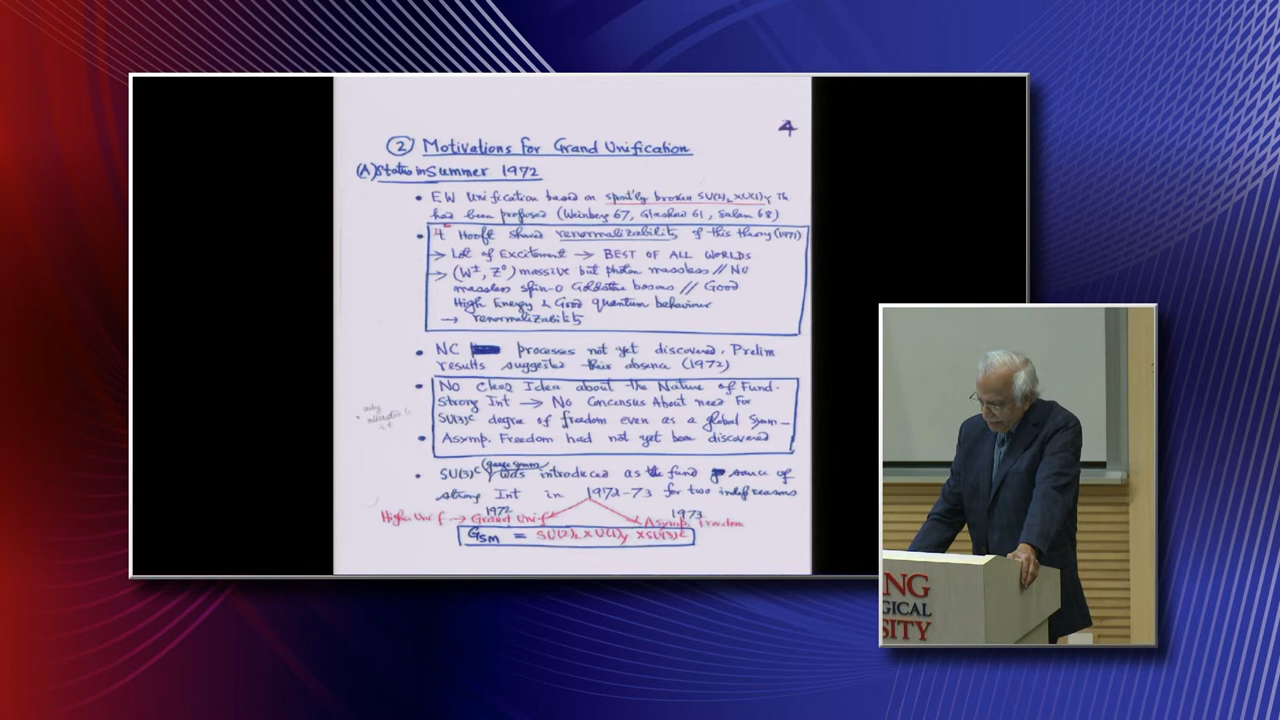 4
② Motivations for Grand Unification
(A) Status in Summer 1972
• EW Unification based on spont'ly broken SU(2)L x U(1)Y Th
has been proposed (Weinberg 67, Glashow 61, Salam 68)
• 't Hooft showed renormalizability of this theory (1971)
→ Lot of Excitement → BEST OF ALL WORLDS
→ (W±, Z⁰) massive but photon massless // No
massless spin-0 Goldstone bosons // Good
High Energy & Good quantum behaviour
→ renormalizability
• NC processes not yet discovered. Prelim
results suggested their absence (1972)
• No Clear Idea about the Nature of Fund.
Strong Int → No Concensus About need For
SU(3)c degree of freedom even as a global Symm-
• Asymp. Freedom had not yet been discovered
• SU(3)c (gauge symm) was introduced as the fund source of
strong Int in 1972-73 for two indep reasons
1972 1973
Higher Unif → Grand Unif Asymp. Freedom
GSM = SU(2)L x U(1)Y x SU(3)c
NG
GICAL
SITY